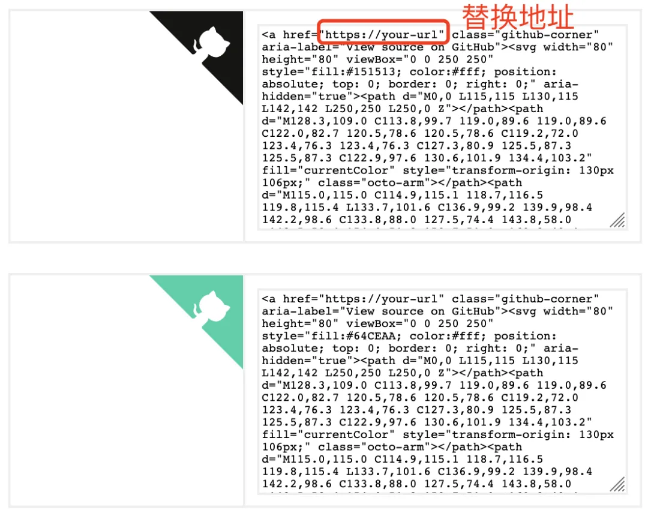 替换地址
<a href="https://your-url" class="github-corner"
aria-label="View source on GitHub"><svg width="80"
height="80" viewBox="0 0 250 250"
style="fill:#151513; color:#fff; position:
absolute; top: 0; border: 0; right: 0;" aria-
hidden="true"><path d="M0,0 L115,115 L130,115
L142,142 L250,250 L250,0 Z"></path><path
d="M128.3,109.0 C113.8,99.7 119.0,89.6 119.0,89.6
C122.0,82.7 120.5,78.6 120.5,78.6 C119.2,72.0
123.4,76.3 123.4,76.3 C127.3,80.9 125.5,87.3
125.5,87.3 C122.9,97.6 130.6,101.9 134.4,103.2"
fill="currentColor" style="transform-origin: 130px
106px;" class="octo-arm"></path><path
d="M115.0,115.0 C114.9,115.1 118.7,116.5
119.8,115.4 L133.7,101.6 C136.9,99.2 139.9,98.4
142.2,98.6 C133.8,88.0 127.5,74.4 143.8,58.0
<a href="https://your-url" class="github-corner"
aria-label="View source on GitHub"><svg width="80"
height="80" viewBox="0 0 250 250"
style="fill:#64CEAA; color:#fff; position:
absolute; top: 0; border: 0; right: 0;" aria-
hidden="true"><path d="M0,0 L115,115 L130,115
L142,142 L250,250 L250,0 Z"></path><path
d="M128.3,109.0 C113.8,99.7 119.0,89.6 119.0,89.6
C122.0,82.7 120.5,78.6 120.5,78.6 C119.2,72.0
123.4,76.3 123.4,76.3 C127.3,80.9 125.5,87.3
125.5,87.3 C122.9,97.6 130.6,101.9 134.4,103.2"
fill="currentColor" style="transform-origin: 130px
106px;" class="octo-arm"></path><path
d="M115.0,115.0 C114.9,115.1 118.7,116.5
119.8,115.4 L133.7,101.6 C136.9,99.2 139.9,98.4
142.2,98.6 C133.8,88.0 127.5,74.4 143.8,58.0